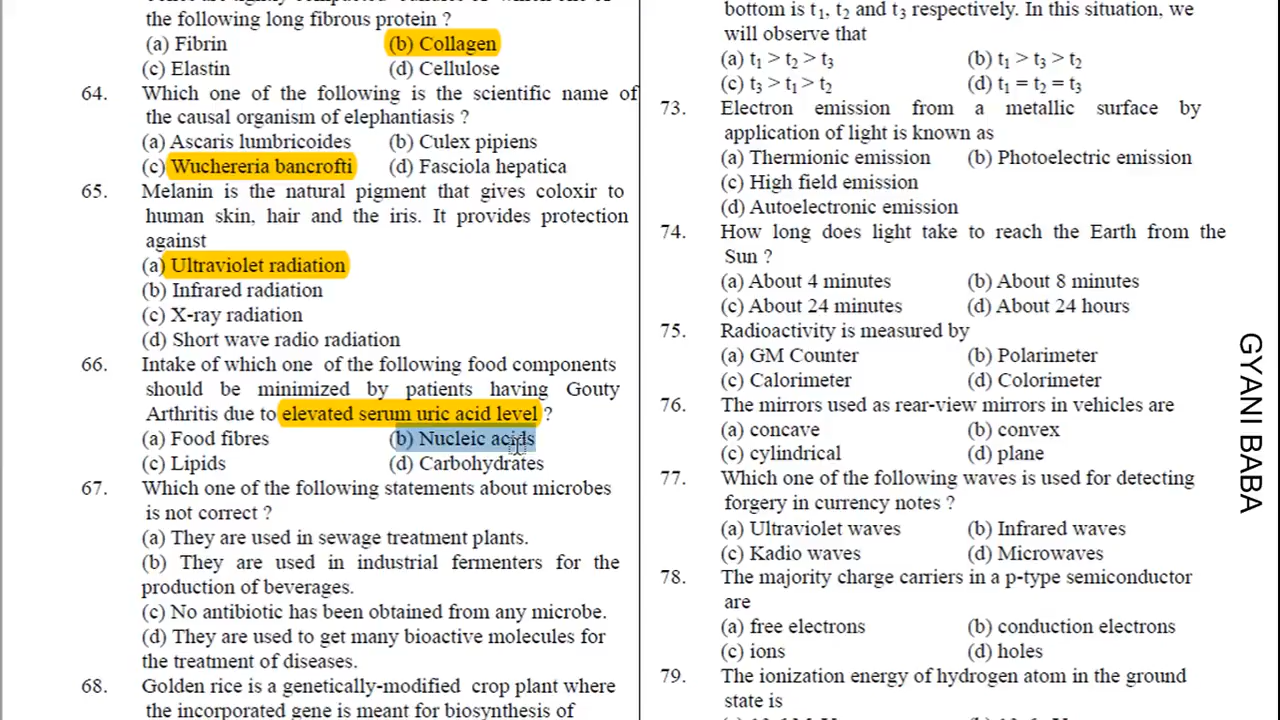 the following long fibrous protein ?
(a) Fibrin (b) Collagen
(c) Elastin (d) Cellulose
64. Which one of the following is the scientific name of
the causal organism of elephantiasis ?
(a) Ascaris lumbricoides (b) Culex pipiens
(c) Wuchereria bancrofti (d) Fasciola hepatica
65. Melanin is the natural pigment that gives coloxir to
human skin, hair and the iris. It provides protection
against
(a) Ultraviolet radiation
(b) Infrared radiation
(c) X-ray radiation
(d) Short wave radio radiation
66. Intake of which one of the following food components
should be minimized by patients having Gouty
Arthritis due to elevated serum uric acid level ?
(a) Food fibres (b) Nucleic acids
(c) Lipids (d) Carbohydrates
67. Which one of the following statements about microbes
is not correct ?
(a) They are used in sewage treatment plants.
(b) They are used in industrial fermenters for the
production of beverages.
(c) No antibiotic has been obtained from any microbe.
(d) They are used to get many bioactive molecules for
the treatment of diseases.
68. Golden rice is a genetically-modified crop plant where
the incorporated gene is meant for biosynthesis of
bottom is t₁, t₂ and t₃ respectively. In this situation, we
will observe that
(a) t₁ > t₂ > t₃ (b) t₁ > t₃ > t₂
(c) t₃ > t₁ > t₂ (d) t₁ = t₂ = t₃
73. Electron emission from a metallic surface by
application of light is known as
(a) Thermionic emission (b) Photoelectric emission
(c) High field emission
(d) Autoelectronic emission
74. How long does light take to reach the Earth from the
Sun ?
(a) About 4 minutes (b) About 8 minutes
(c) About 24 minutes (d) About 24 hours
75. Radioactivity is measured by
(a) GM Counter (b) Polarimeter
(c) Calorimeter (d) Colorimeter
76. The mirrors used as rear-view mirrors in vehicles are
(a) concave (b) convex
(c) cylindrical (d) plane
77. Which one of the following waves is used for detecting
forgery in currency notes ?
(a) Ultraviolet waves (b) Infrared waves
(c) Kadio waves (d) Microwaves
78. The majority charge carriers in a p-type semiconductor
are
(a) free electrons (b) conduction electrons
(c) ions (d) holes
79. The ionization energy of hydrogen atom in the ground
state is
GYANI BABA